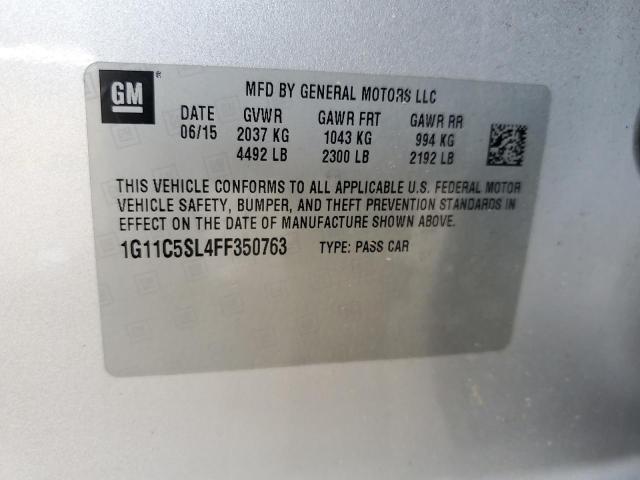 GM ®
MFD BY GENERAL MOTORS LLC
DATE GVWR GAWR FRT GAWR RR
06/15 2037 KG 1043 KG 994 KG
4492 LB 2300 LB 2192 LB
THIS VEHICLE CONFORMS TO ALL APPLICABLE U.S. FEDERAL MOTOR
VEHICLE SAFETY, BUMPER, AND THEFT PREVENTION STANDARDS IN
EFFECT ON THE DATE OF MANUFACTURE SHOWN ABOVE.
1G11C5SL4FF350763 TYPE: PASS CAR